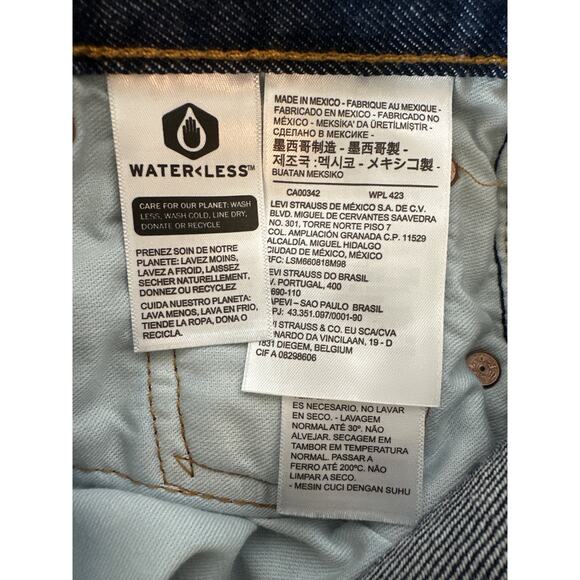 WATER<LESS™
CARE FOR OUR PLANET: WASH
LESS, WASH COLD, LINE DRY,
DONATE OR RECYCLE
PRENEZ SOIN DE NOTRE
PLANETE: LAVEZ MOINS,
LAVEZ A FROID, LAISSEZ
SECHER NATURELLEMENT,
DONNEZ OU RECYCLEZ
CUIDA NUESTRO PLANETA:
LAVA MENOS, LAVA EN FRIO,
TIENDE LA ROPA, DONA O
RECICLA.
MADE IN MEXICO - FABRIQUE AU MEXIQUE -
FABRICADO EN MEXICO - FABRICADO NO
MÉXICO - MEKSİKA' DA ÜRETİLMİŞTİR -
СДЕЛАНО В МЕКСИКЕ -
墨西哥制造 - 墨西哥製 -
제조국 :멕시코 - メキシコ製 -
BUATAN MEKSIKO
CA00342 WPL 423
LEVI STRAUSS DE MÉXICO S.A. DE C.V.
BLVD. MIGUEL DE CERVANTES SAAVEDRA
NO. 301, TORRE NORTE PISO 7
COL. AMPLIACIÓN GRANADA C.P. 11529
ALCALDÍA. MIGUEL HIDALGO
CIUDAD DE MÉXICO, MÉXICO
RFC: LSM660818M98
LEVI STRAUSS DO BRASIL
V. PORTUGAL, 400
690-110
APEVI – SAO PAULO BRASIL
PJ: 43.351.097/0001-90
VI STRAUSS & CO. EU SCA/CVA
ONARDO DA VINCILAAN, 19 - D
1831 DIEGEM, BELGIUM
CIF A 08298606
ES NECESARIO. NO LAVAR
EN SECO. - LAVAGEM
NORMAL ATÉ 30º. NÃO
ALVEJAR. SECAGEM EM
TAMBOR EM TEMPERATURA
NORMAL. PASSAR A
FERRO ATÉ 200ºC. NÃO
LIMPAR A SECO.
- MESIN CUCI DENGAN SUHU